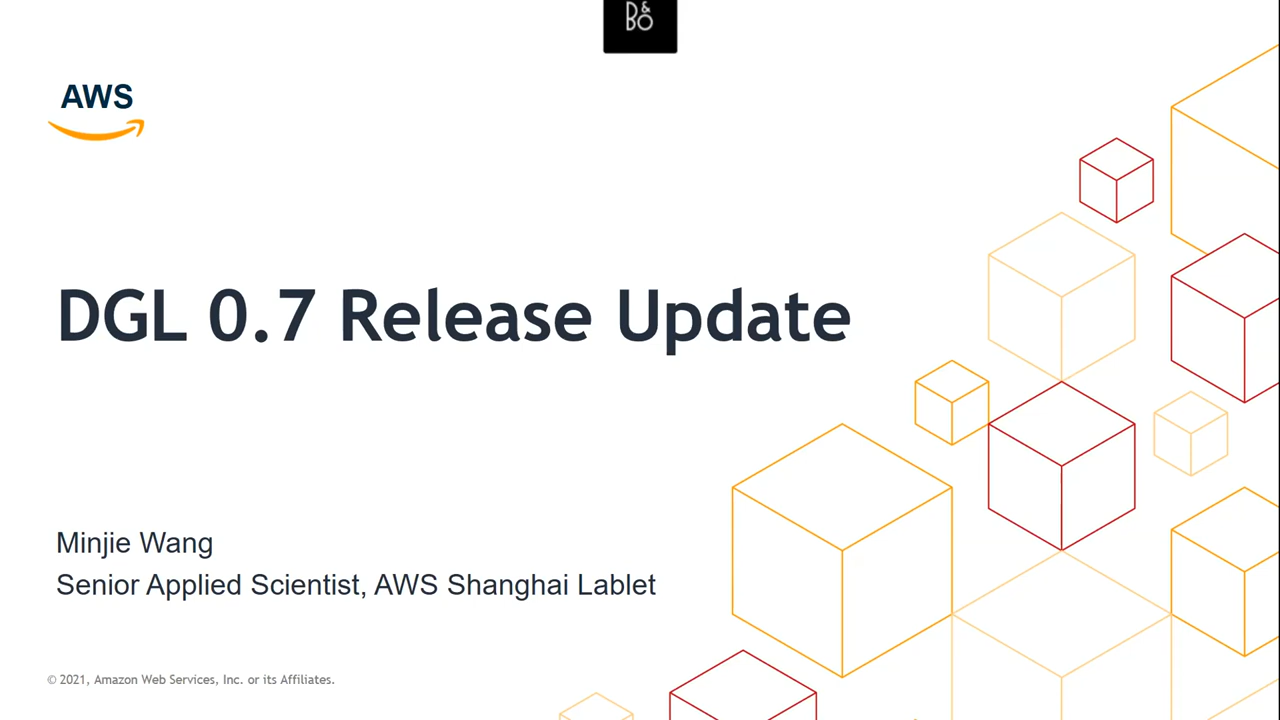 D&
BO
AWS
DGL 0.7 Release Update
Minjie Wang
Senior Applied Scientist, AWS Shanghai Lablet
© 2021, Amazon Web Services, Inc. or its Affiliates.